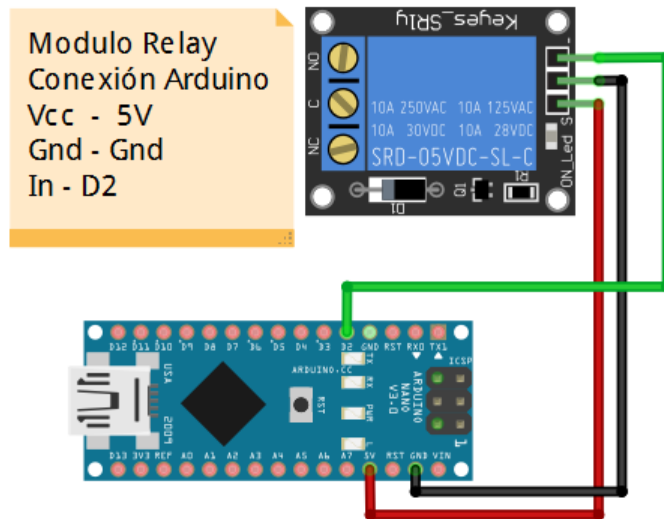 Modulo Relay
Conexión Arduino
Vcc - 5V
Gnd - Gnd
In - D2
Keyes_SR1y
NO
C
NC
10A 250VAC 10A 125VAC
10A 30VDC 10A 28VDC
SRD-05VDC-SL-C
-
S
ON_Led
D1
Q1
R1
D12 D11 D10 D9 D8 D7 D6 D5 D4 D3 D2 GND RST RX0 TX1
USA
2009
ARDUINO.CC
TX
RX
PWR
L
RST
ICSP
ARDUINO
NANO
V3.0
1
D13 3V3 REF A0 A1 A2 A3 A4 A5 A6 A7 5V RST GND VIN